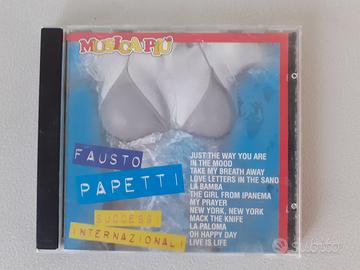 MUSICA PIÙ
FAUSTO
PAPETTI
SUCCESSI
INTERNAZIONALI
JUST THE WAY YOU ARE
IN THE MOOD
TAKE MY BREATH AWAY
LOVE LETTERS IN THE SAND
LA BAMBA
THE GIRL FROM IPANEMA
MY PRAYER
NEW YORK, NEW YORK
MACK THE KNIFE
LA PALOMA
OH HAPPY DAY
LIVE IS LIFE
subito